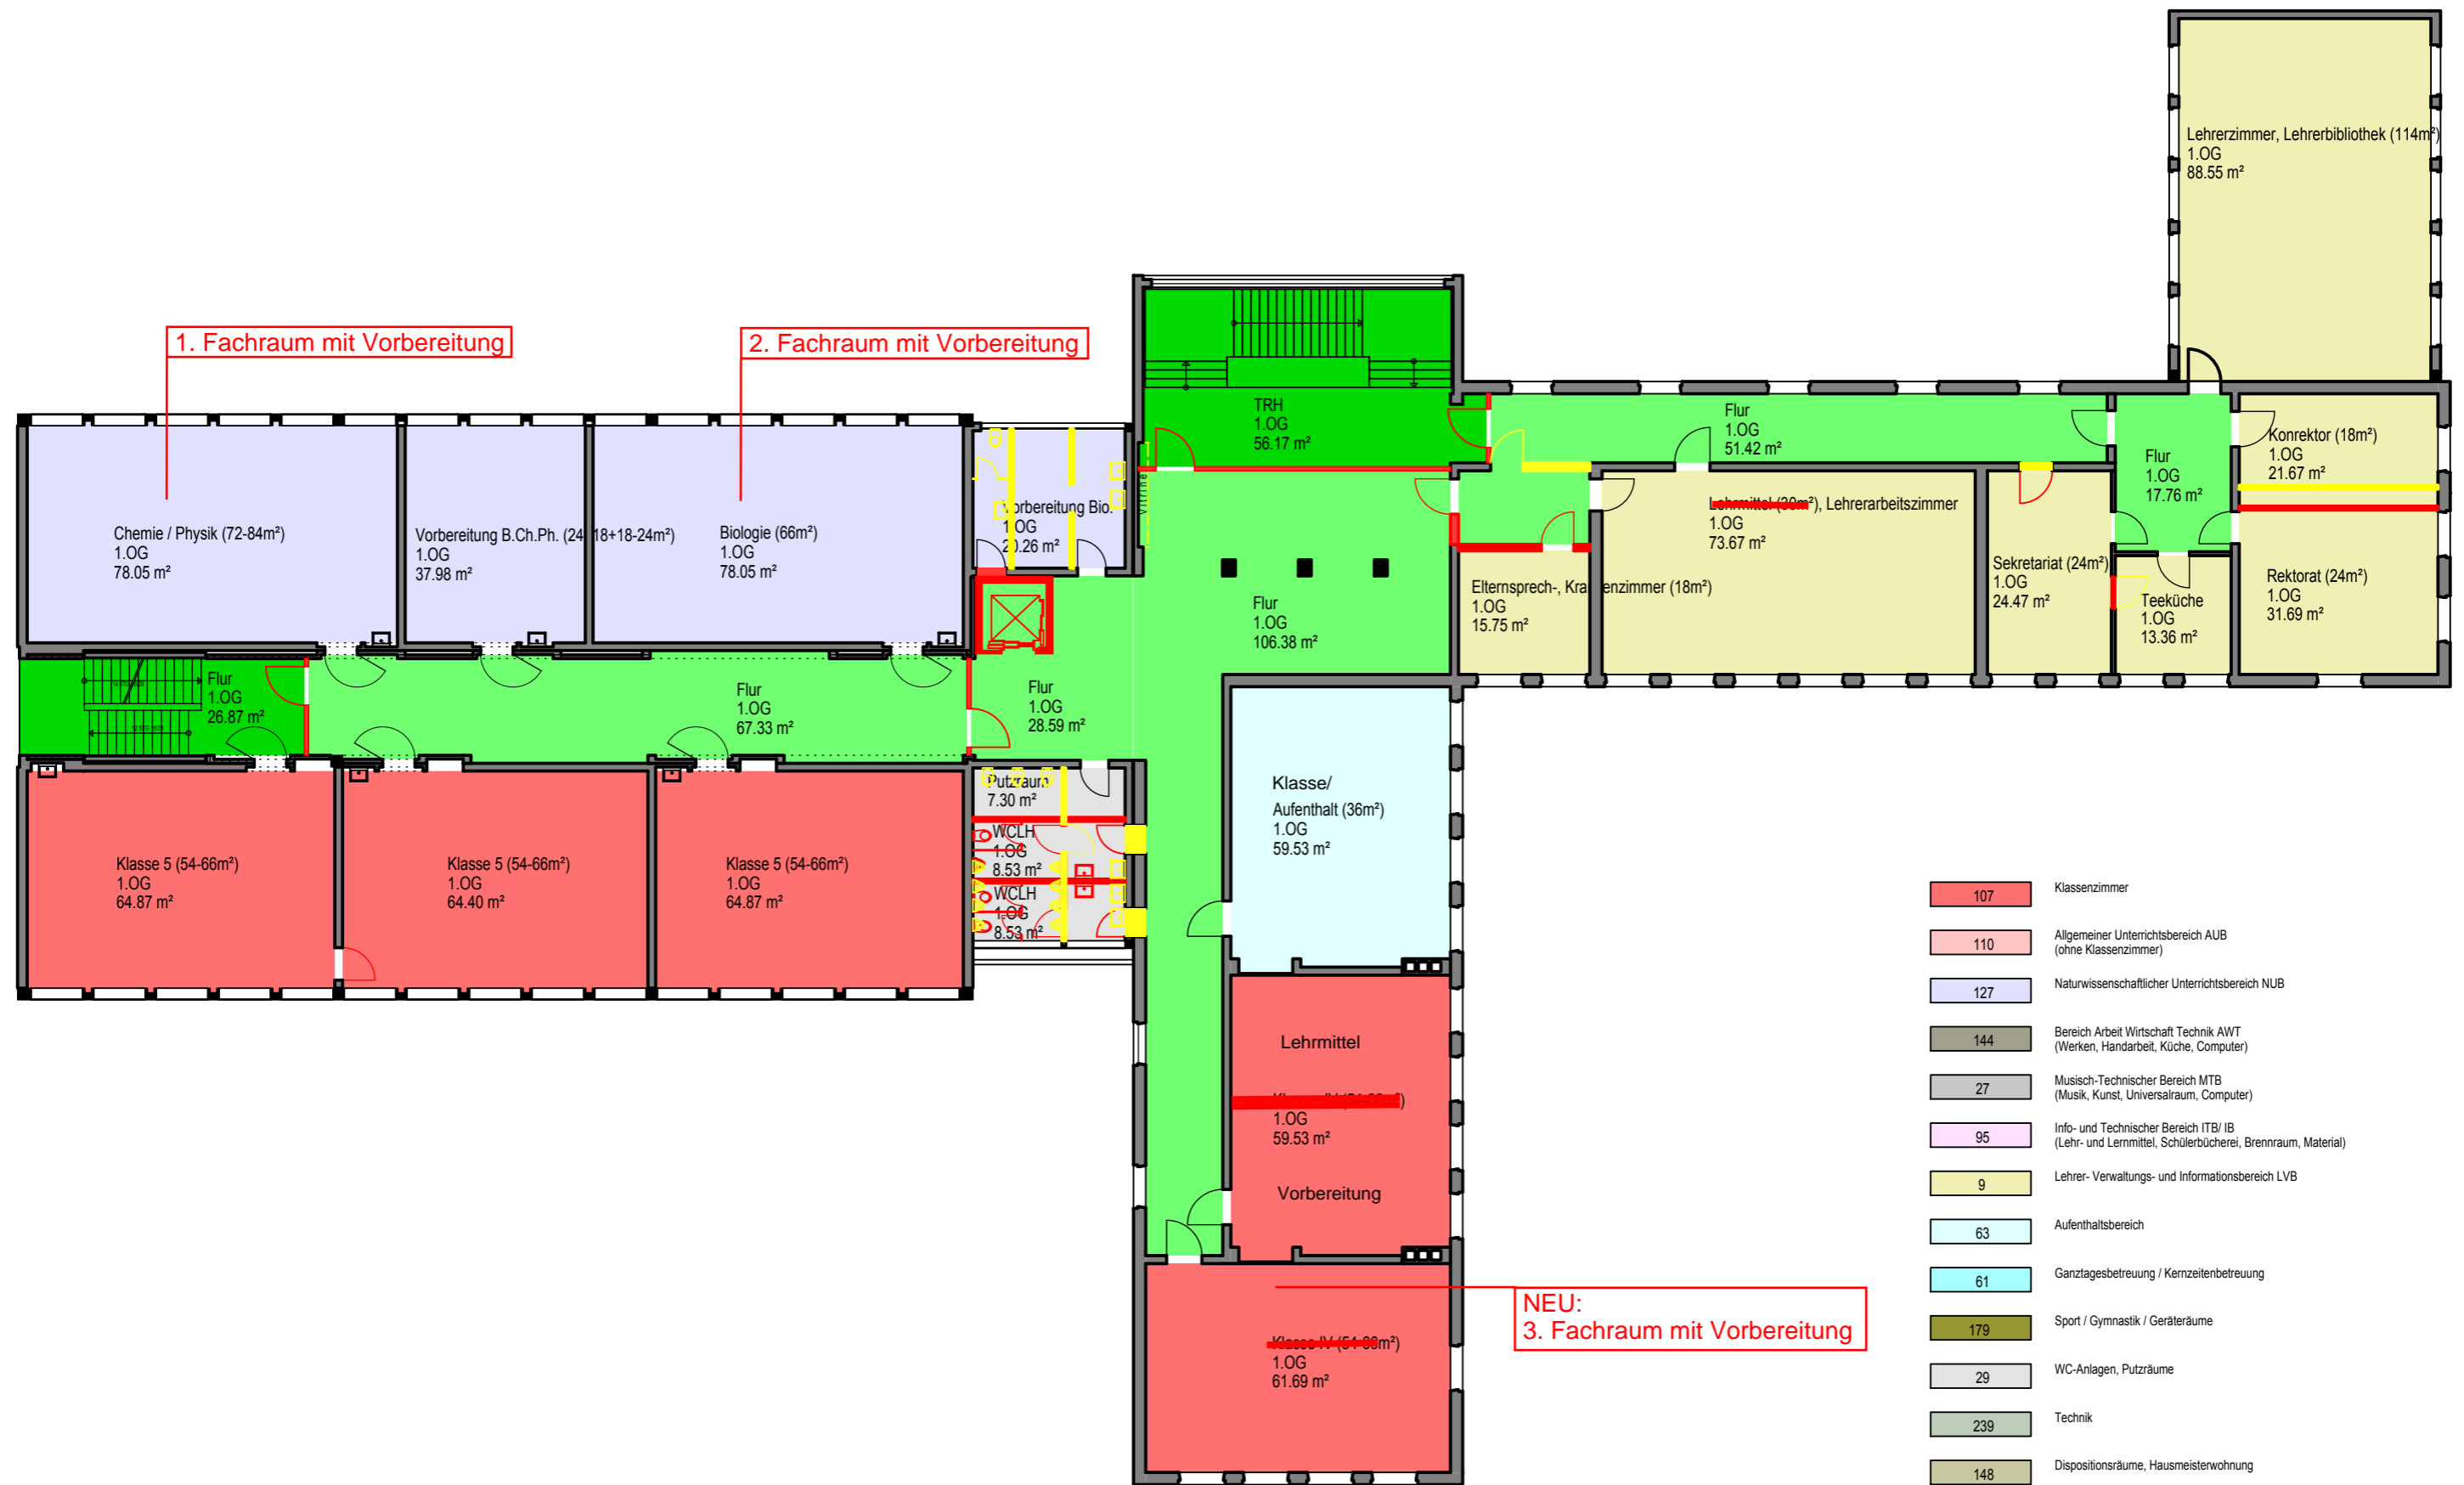 Lehrerzimmer, Lehrerbibliothek (114m²)
1.OG
88.55 m²
1. Fachraum mit Vorbereitung
2. Fachraum mit Vorbereitung
TRH
1.OG
56.17 m²
Flur
1.OG
51.42 m²
Konrektor (18m²)
1.OG
21.67 m²
Flur
1.OG
17.76 m²
Chemie / Physik (72-84m²)
1.OG
78.05 m²
Vorbereitung B.Ch.Ph. (24+18+18-24m²)
1.OG
37.98 m²
Biologie (66m²)
1.OG
78.05 m²
Vorbereitung Bio.
1.OG
20.26 m²
Vitrine
Lehrmittel (30m²), Lehrerarbeitszimmer
1.OG
73.67 m²
Elternsprech-, Krankenzimmer (18m²)
1.OG
15.75 m²
Sekretariat (24m²)
1.OG
24.47 m²
Teeküche
1.OG
13.36 m²
Rektorat (24m²)
1.OG
31.69 m²
Flur
1.OG
106.38 m²
Flur
1.OG
26.87 m²
Flur
1.OG
67.33 m²
Flur
1.OG
28.59 m²
Klasse 5 (54-66m²)
1.OG
64.87 m²
Klasse 5 (54-66m²)
1.OG
64.40 m²
Klasse 5 (54-66m²)
1.OG
64.87 m²
Putzraum
7.30 m²
WCLH
1.OG
8.53 m²
WCLH
1.OG
8.53 m²
Klasse/
Aufenthalt (36m²)
1.OG
59.53 m²
Lehrmittel
1.OG
59.53 m²
Vorbereitung
Klasse IV (54-66m²)
1.OG
61.69 m²
NEU:
3. Fachraum mit Vorbereitung
107 Klassenzimmer
110 Allgemeiner Unterrichtsbereich AUB
(ohne Klassenzimmer)
127 Naturwissenschaftlicher Unterrichtsbereich NUB
144 Bereich Arbeit Wirtschaft Technik AWT
(Werken, Handarbeit, Küche, Computer)
27 Musisch-Technischer Bereich MTB
(Musik, Kunst, Universalraum, Computer)
95 Info- und Technischer Bereich ITB/ IB
(Lehr- und Lernmittel, Schülerbücherei, Brennraum, Material)
9 Lehrer- Verwaltungs- und Informationsbereich LVB
63 Aufenthaltsbereich
61 Ganztagesbetreuung / Kernzeitenbetreuung
179 Sport / Gymnastik / Geräteräume
29 WC-Anlagen, Putzräume
239 Technik
148 Dispositionsräume, Hausmeisterwohnung